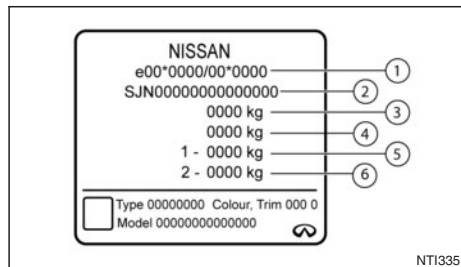 NISSAN
e00*0000/00*0000 1
SJN00000000000000 2
0000 kg 3
0000 kg 4
1 - 0000 kg 5
2 - 0000 kg 6
Type 00000000 Colour, Trim 000 0
Model 00000000000000
NTI335